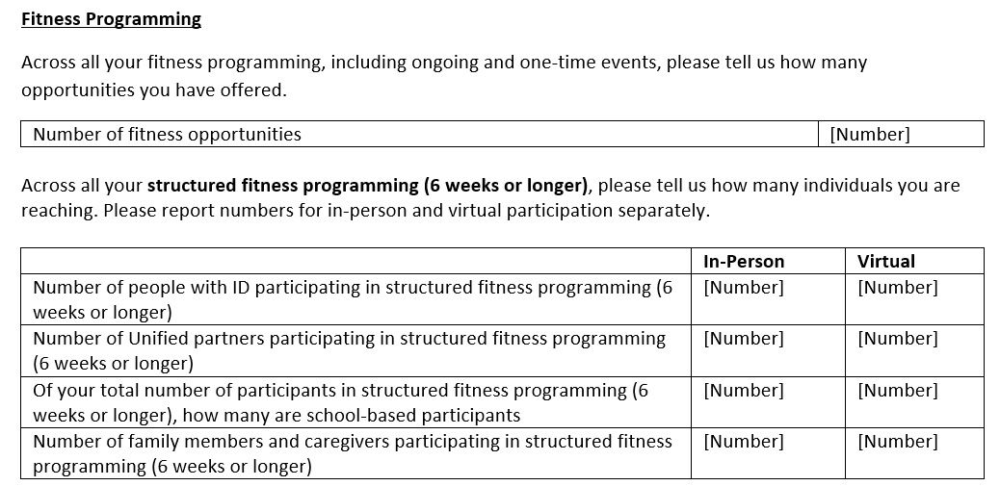 Fitness Programming
Across all your fitness programming, including ongoing and one-time events, please tell us how many
opportunities you have offered.
Number of fitness opportunities [Number]
Across all your structured fitness programming (6 weeks or longer), please tell us how many individuals you are
reaching. Please report numbers for in-person and virtual participation separately.
In-Person Virtual
Number of people with ID participating in structured fitness programming (6 [Number] [Number]
weeks or longer)
Number of Unified partners participating in structured fitness programming [Number] [Number]
(6 weeks or longer)
Of your total number of participants in structured fitness programming (6 [Number] [Number]
weeks or longer), how many are school-based participants
Number of family members and caregivers participating in structured fitness [Number] [Number]
programming (6 weeks or longer)